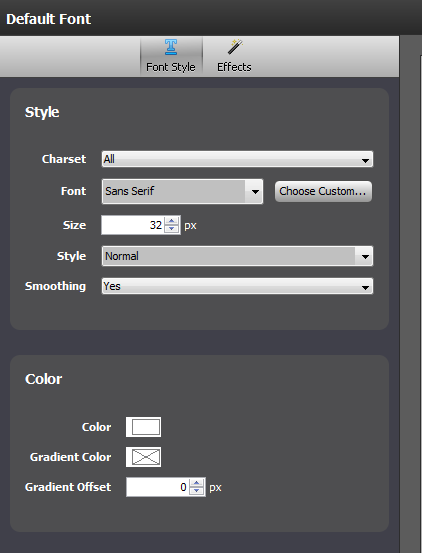 Default Font
Font Style Effects
Style
Charset All
Font Sans Serif Choose Custom...
Size 32 px
Style Normal
Smoothing Yes
Color
Color
Gradient Color
Gradient Offset 0 px